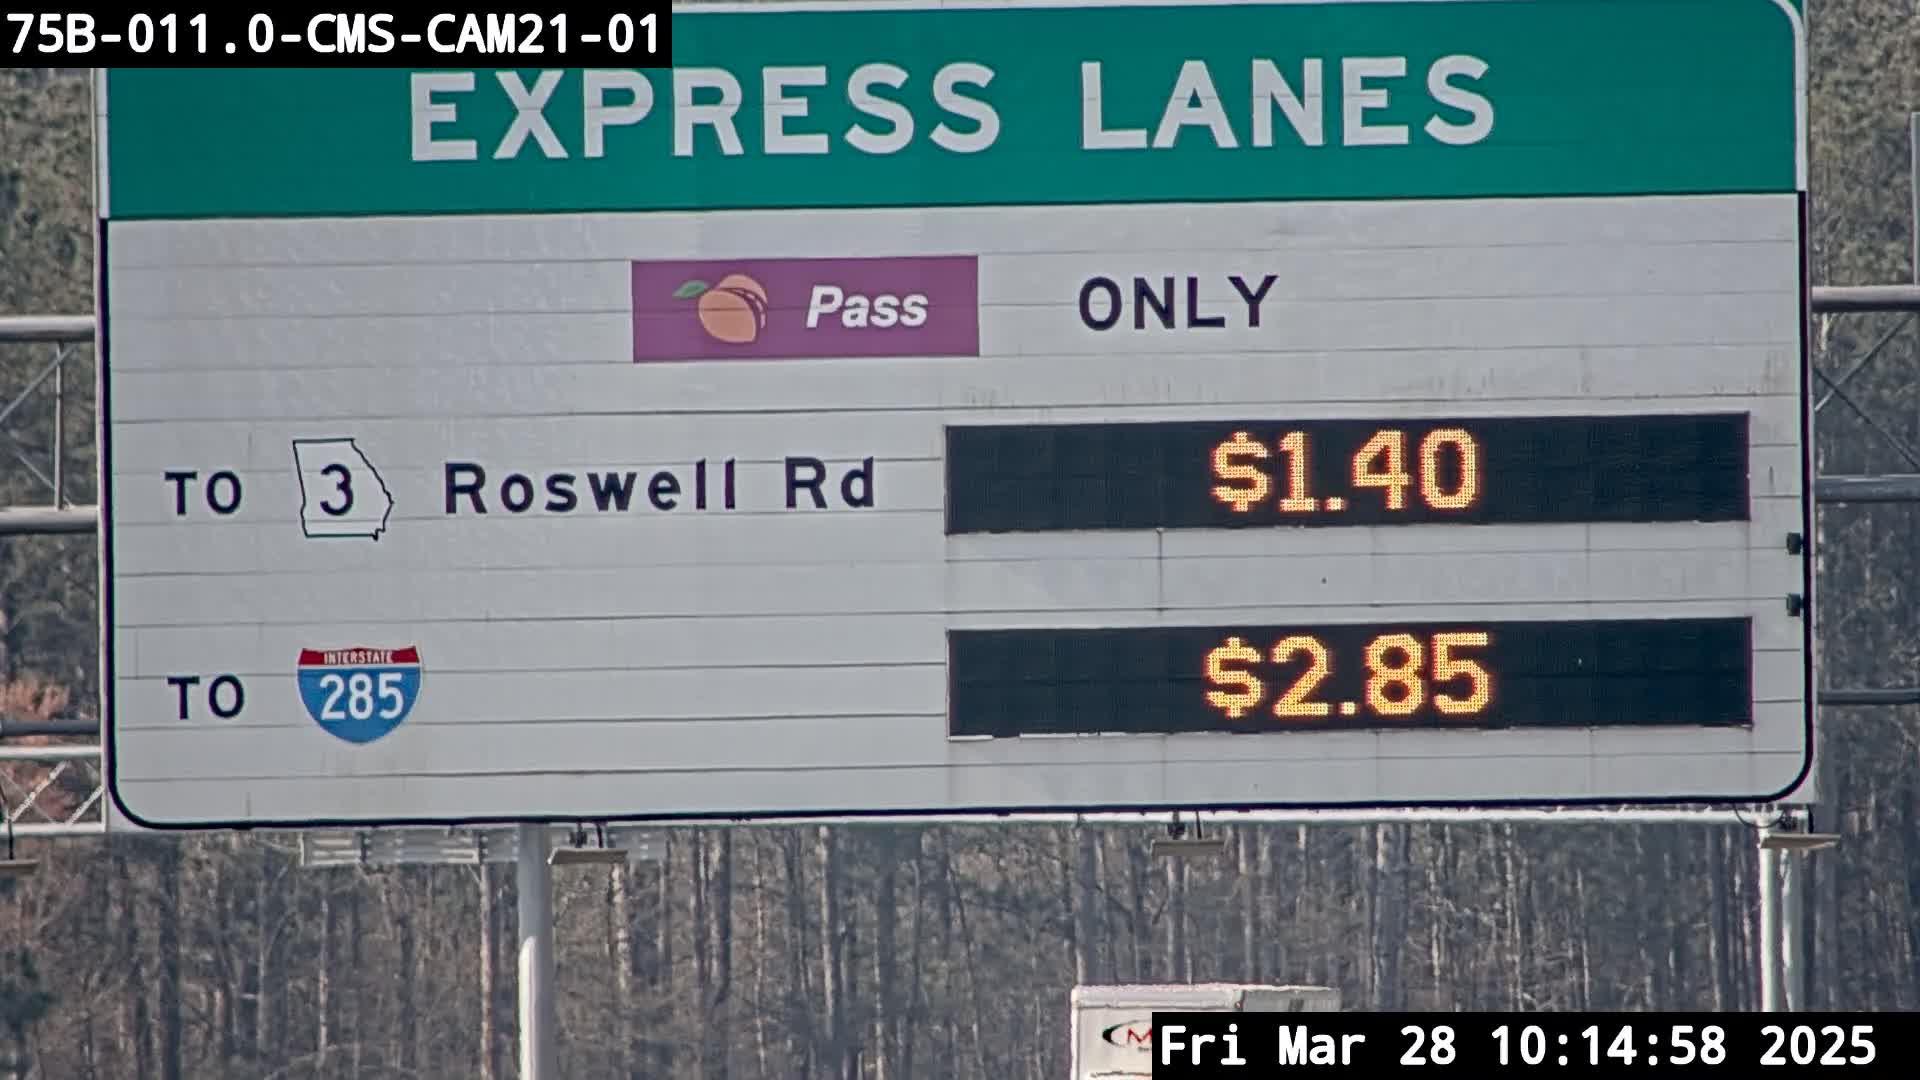 75B-011.0-CMS-CAM21-01
EXPRESS LANES
Pass ONLY
TO 3 Roswell Rd $1.40
TO INTERSTATE 285 $2.85
Fri Mar 28 10:14:58 2025